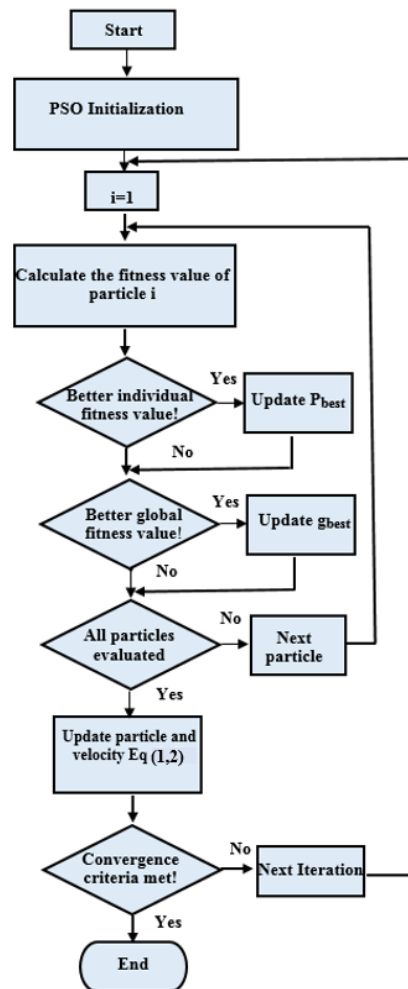 Start
PSO Initialization
i=1
Calculate the fitness value of
particle i
Better individual
fitness value!
Yes
Update Pbest
No
Better global
fitness value!
Yes
Update gbest
No
All particles
evaluated
No
Next
particle
Yes
Update particle and
velocity Eq (1,2)
Convergence
criteria met!
No
Next Iteration
Yes
End